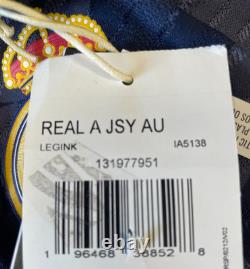 REAL A JSY AU
LEGINK IA5138
131977951
1 96468 38852 8